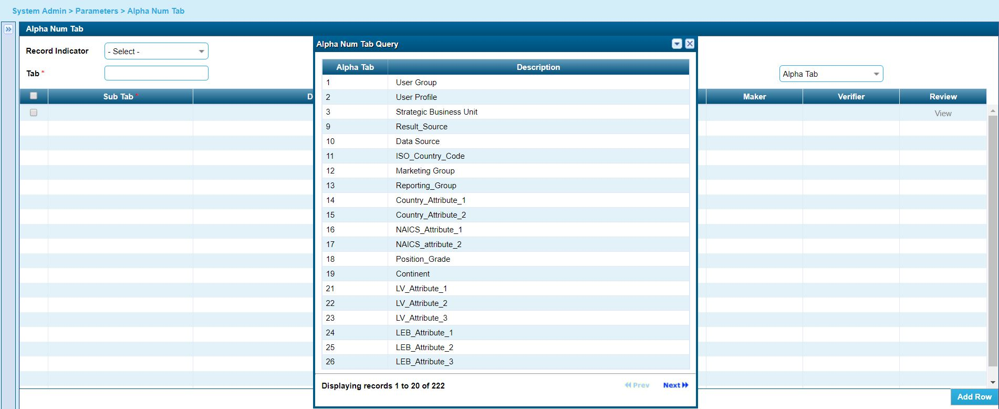 System Admin > Parameters > Alpha Num Tab
Alpha Num Tab
Record Indicator - Select -
Tab *
Alpha Tab
Sub Tab * D Maker Verifier Review
View
Alpha Num Tab Query
Alpha Tab Description
1 User Group
2 User Profile
3 Strategic Business Unit
9 Result_Source
10 Data Source
11 ISO_Country_Code
12 Marketing Group
13 Reporting_Group
14 Country_Attribute_1
15 Country_Attribute_2
16 NAICS_Attribute_1
17 NAICS_attribute_2
18 Position_Grade
19 Continent
21 LV_Attribute_1
22 LV_Attribute_2
23 LV_Attribute_3
24 LEB_Attribute_1
25 LEB_Attribute_2
26 LEB_Attribute_3
Displaying records 1 to 20 of 222 Prev Next
Add Row